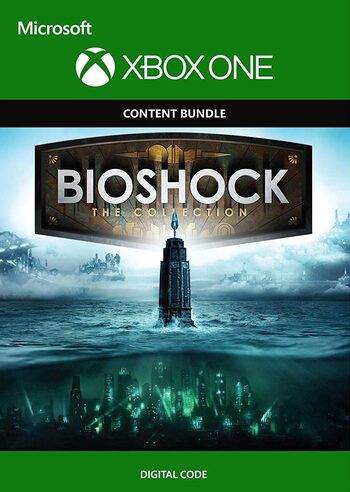 Microsoft
XBOX ONE
CONTENT BUNDLE
BIOSHOCK
THE COLLECTION
DIGITAL CODE